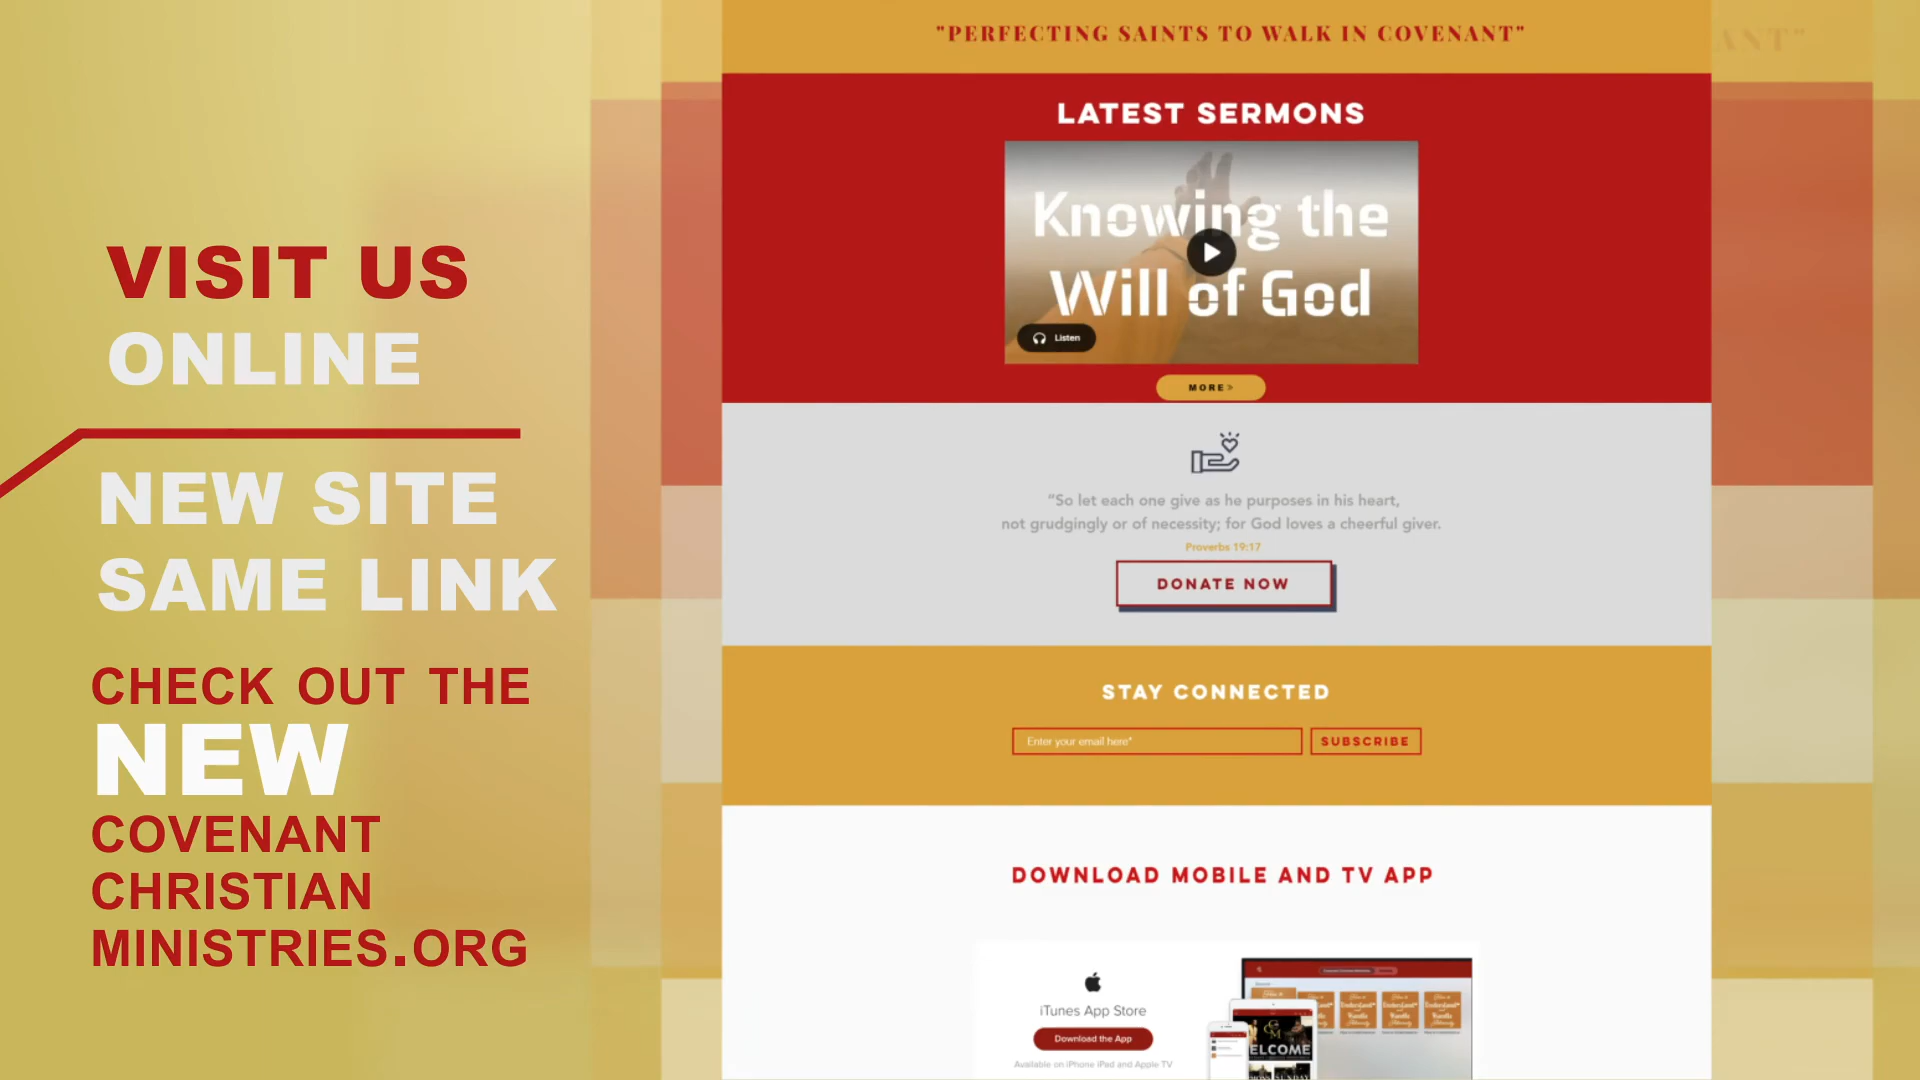 VISIT US
ONLINE
NEW SITE
SAME LINK
CHECK OUT THE
NEW
COVENANT
CHRISTIAN
MINISTRIES.ORG
"PERFECTING SAINTS TO WALK IN COVENANT"
ANT"
LATEST SERMONS
Knowing the
Will of God
Listen
MORE >
“So let each one give as he purposes in his heart,
not grudgingly or of necessity; for God loves a cheerful giver.
Proverbs 19:17
DONATE NOW
STAY CONNECTED
Enter your email here*
SUBSCRIBE
DOWNLOAD MOBILE AND TV APP
iTunes App Store
Download the App
Available on iPhone iPad and Apple TV
ELCOME